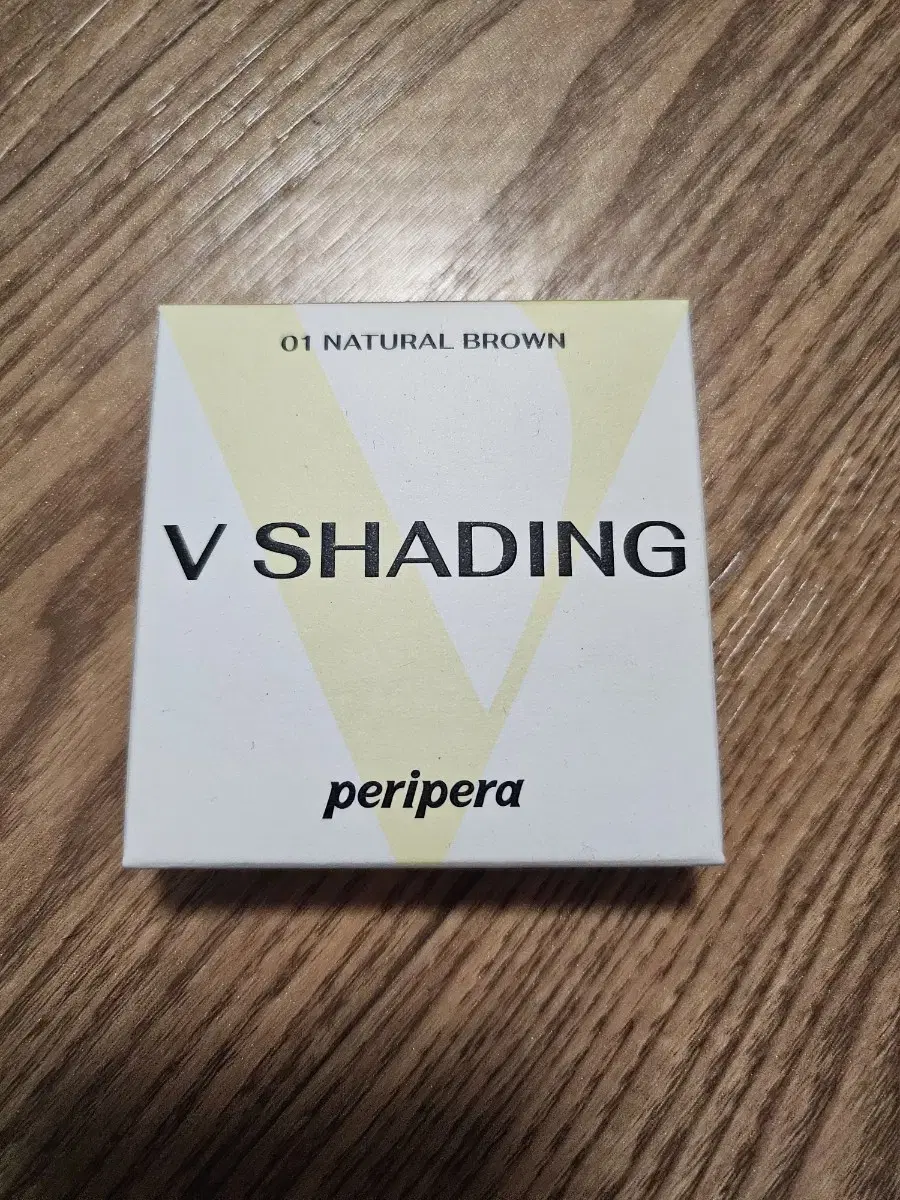 01 NATURAL BROWN
V SHADING
peripera